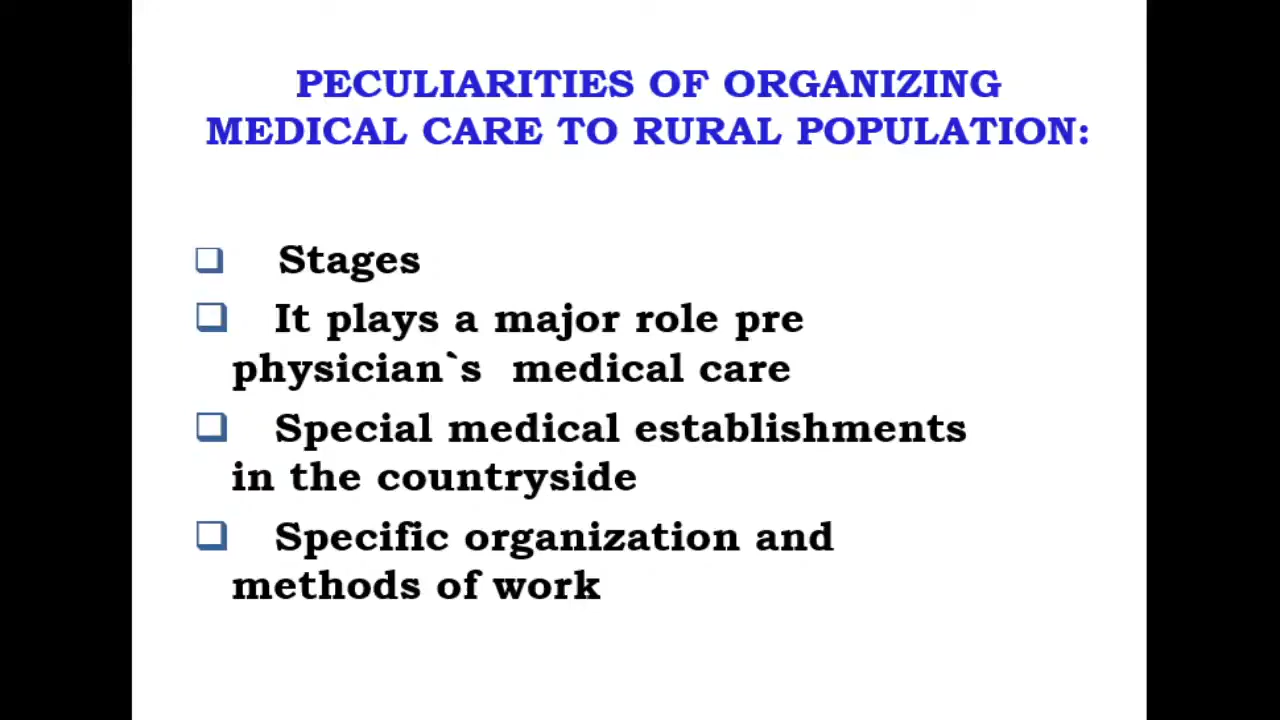 PECULIARITIES OF ORGANIZING
MEDICAL CARE TO RURAL POPULATION:
Stages
It plays a major role pre
physician`s medical care
Special medical establishments
in the countryside
Specific organization and
methods of work